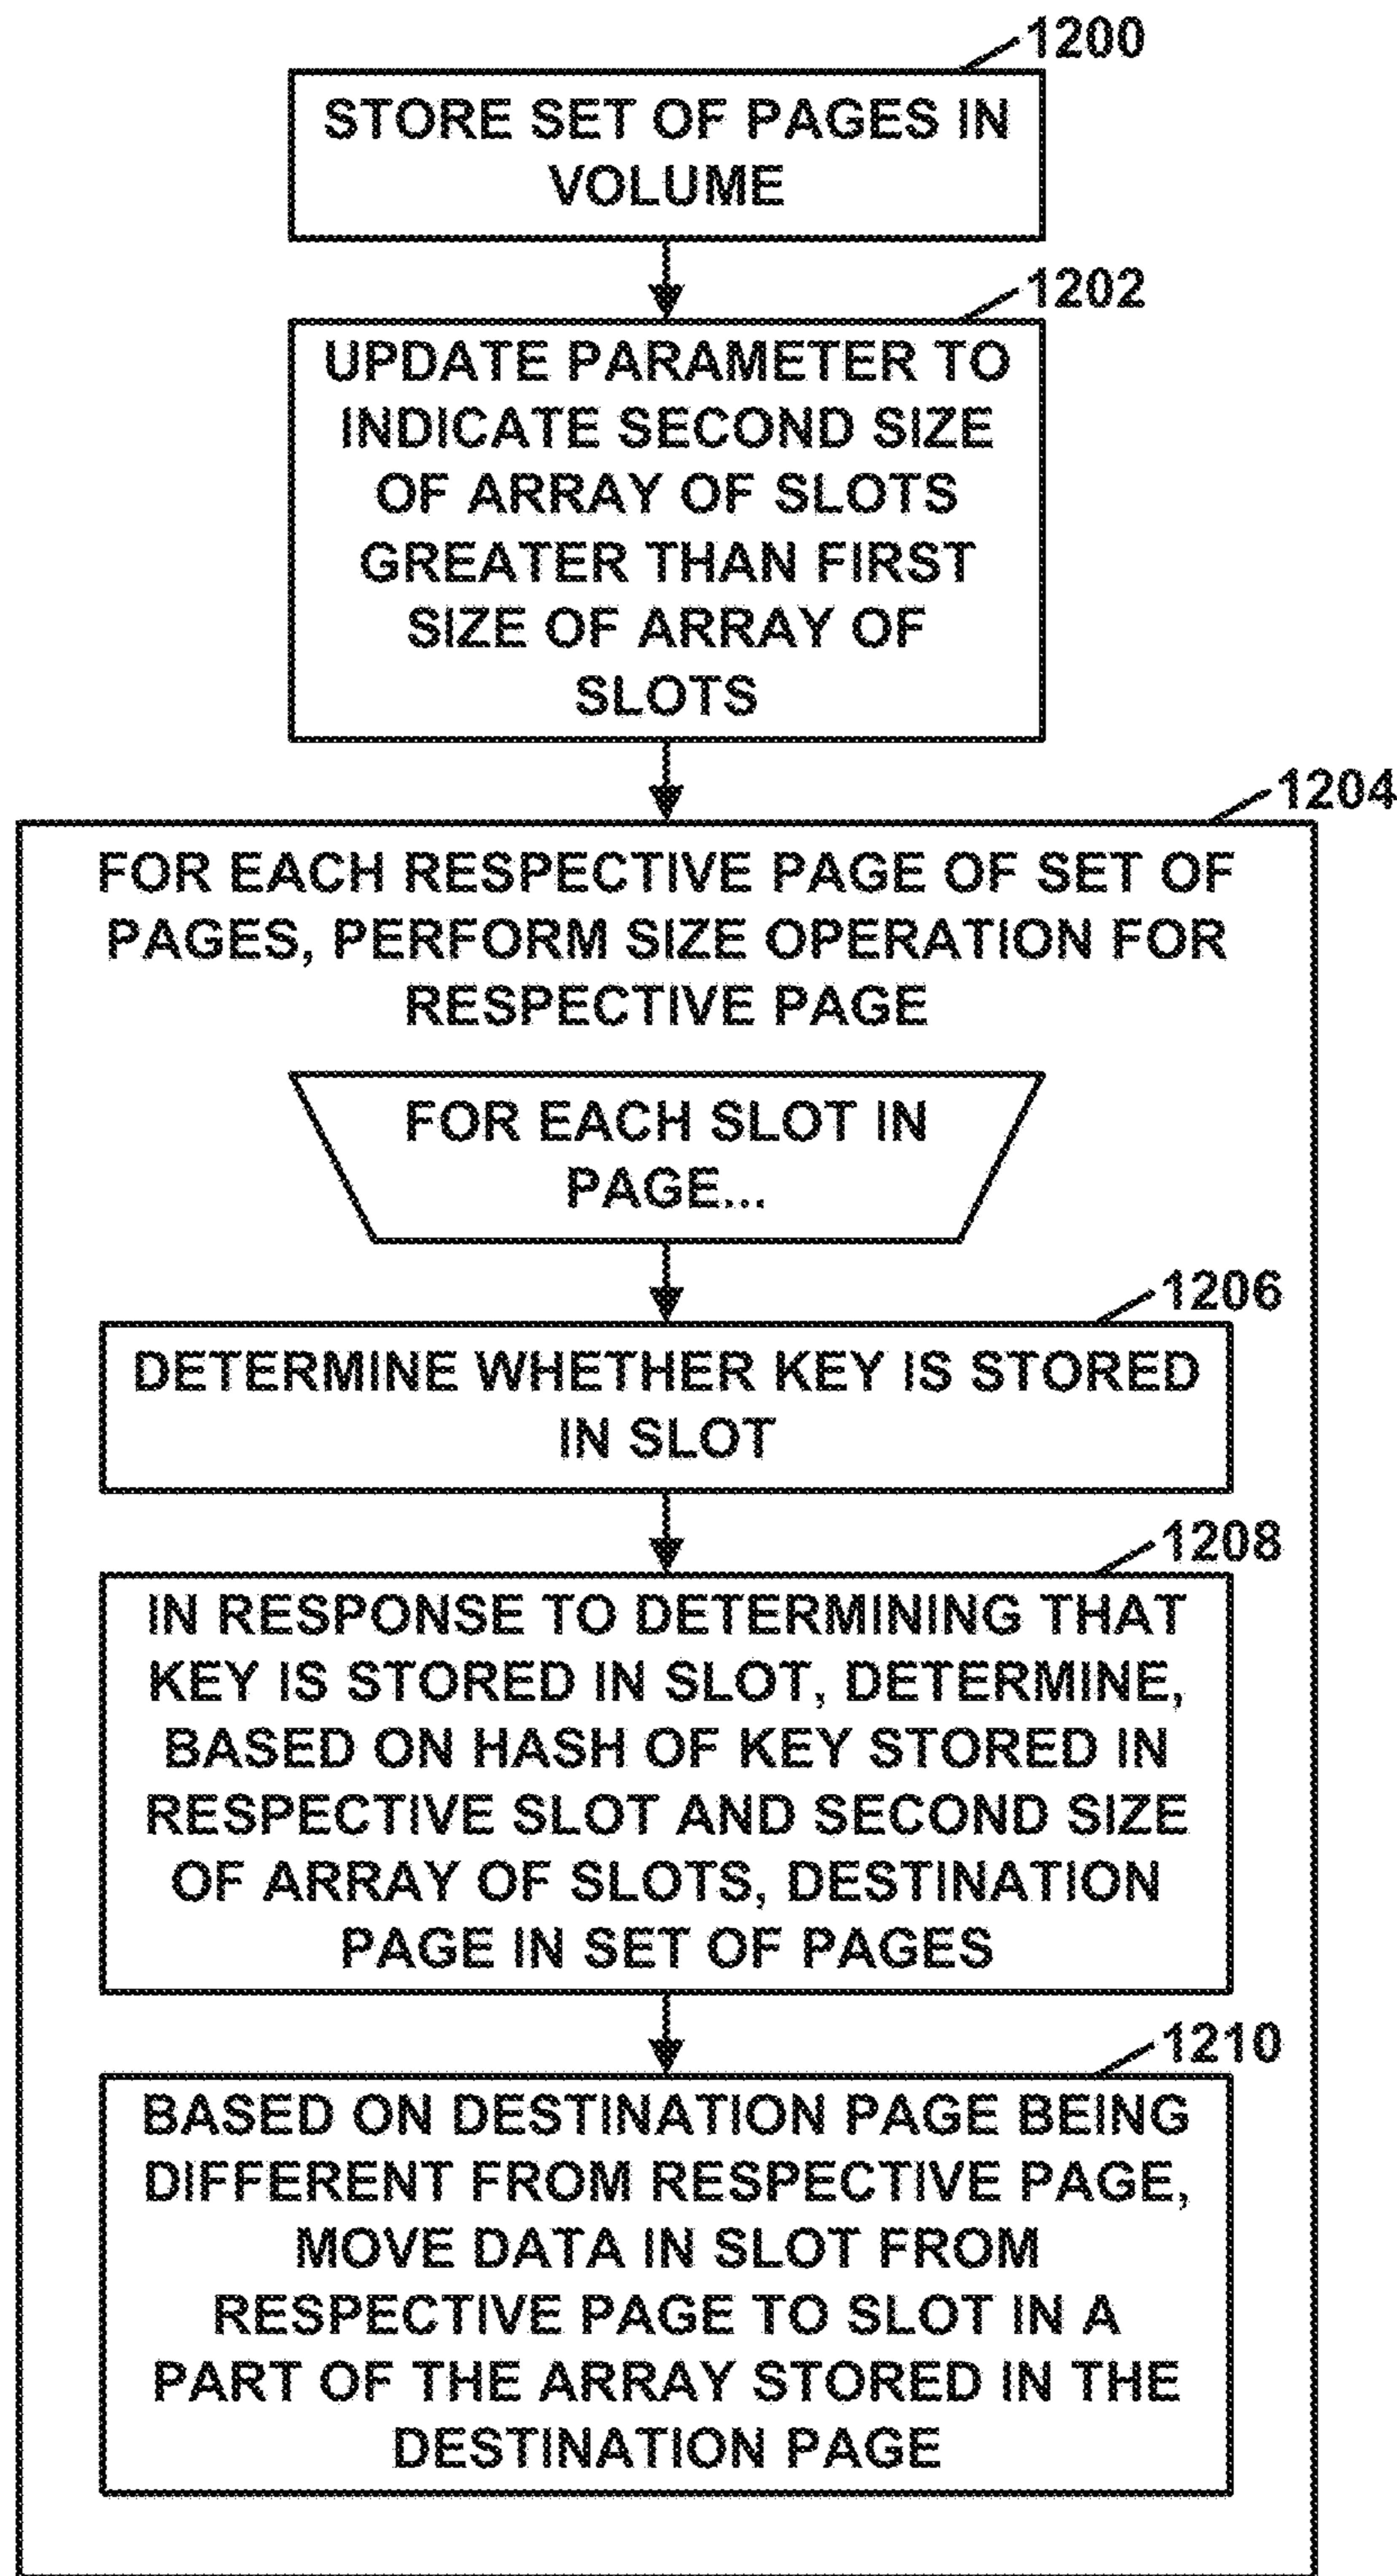 1200
STORE SET OF PAGES IN
VOLUME
1202
UPDATE PARAMETER TO
INDICATE SECOND SIZE
OF ARRAY OF SLOTS
GREATER THAN FIRST
SIZE OF ARRAY OF
SLOTS
1204
FOR EACH RESPECTIVE PAGE OF SET OF
PAGES, PERFORM SIZE OPERATION FOR
RESPECTIVE PAGE
FOR EACH SLOT IN
PAGE...
1206
DETERMINE WHETHER KEY IS STORED
IN SLOT
1208
IN RESPONSE TO DETERMINING THAT
KEY IS STORED IN SLOT, DETERMINE,
BASED ON HASH OF KEY STORED IN
RESPECTIVE SLOT AND SECOND SIZE
OF ARRAY OF SLOTS, DESTINATION
PAGE IN SET OF PAGES
1210
BASED ON DESTINATION PAGE BEING
DIFFERENT FROM RESPECTIVE PAGE,
MOVE DATA IN SLOT FROM
RESPECTIVE PAGE TO SLOT IN A
PART OF THE ARRAY STORED IN THE
DESTINATION PAGE